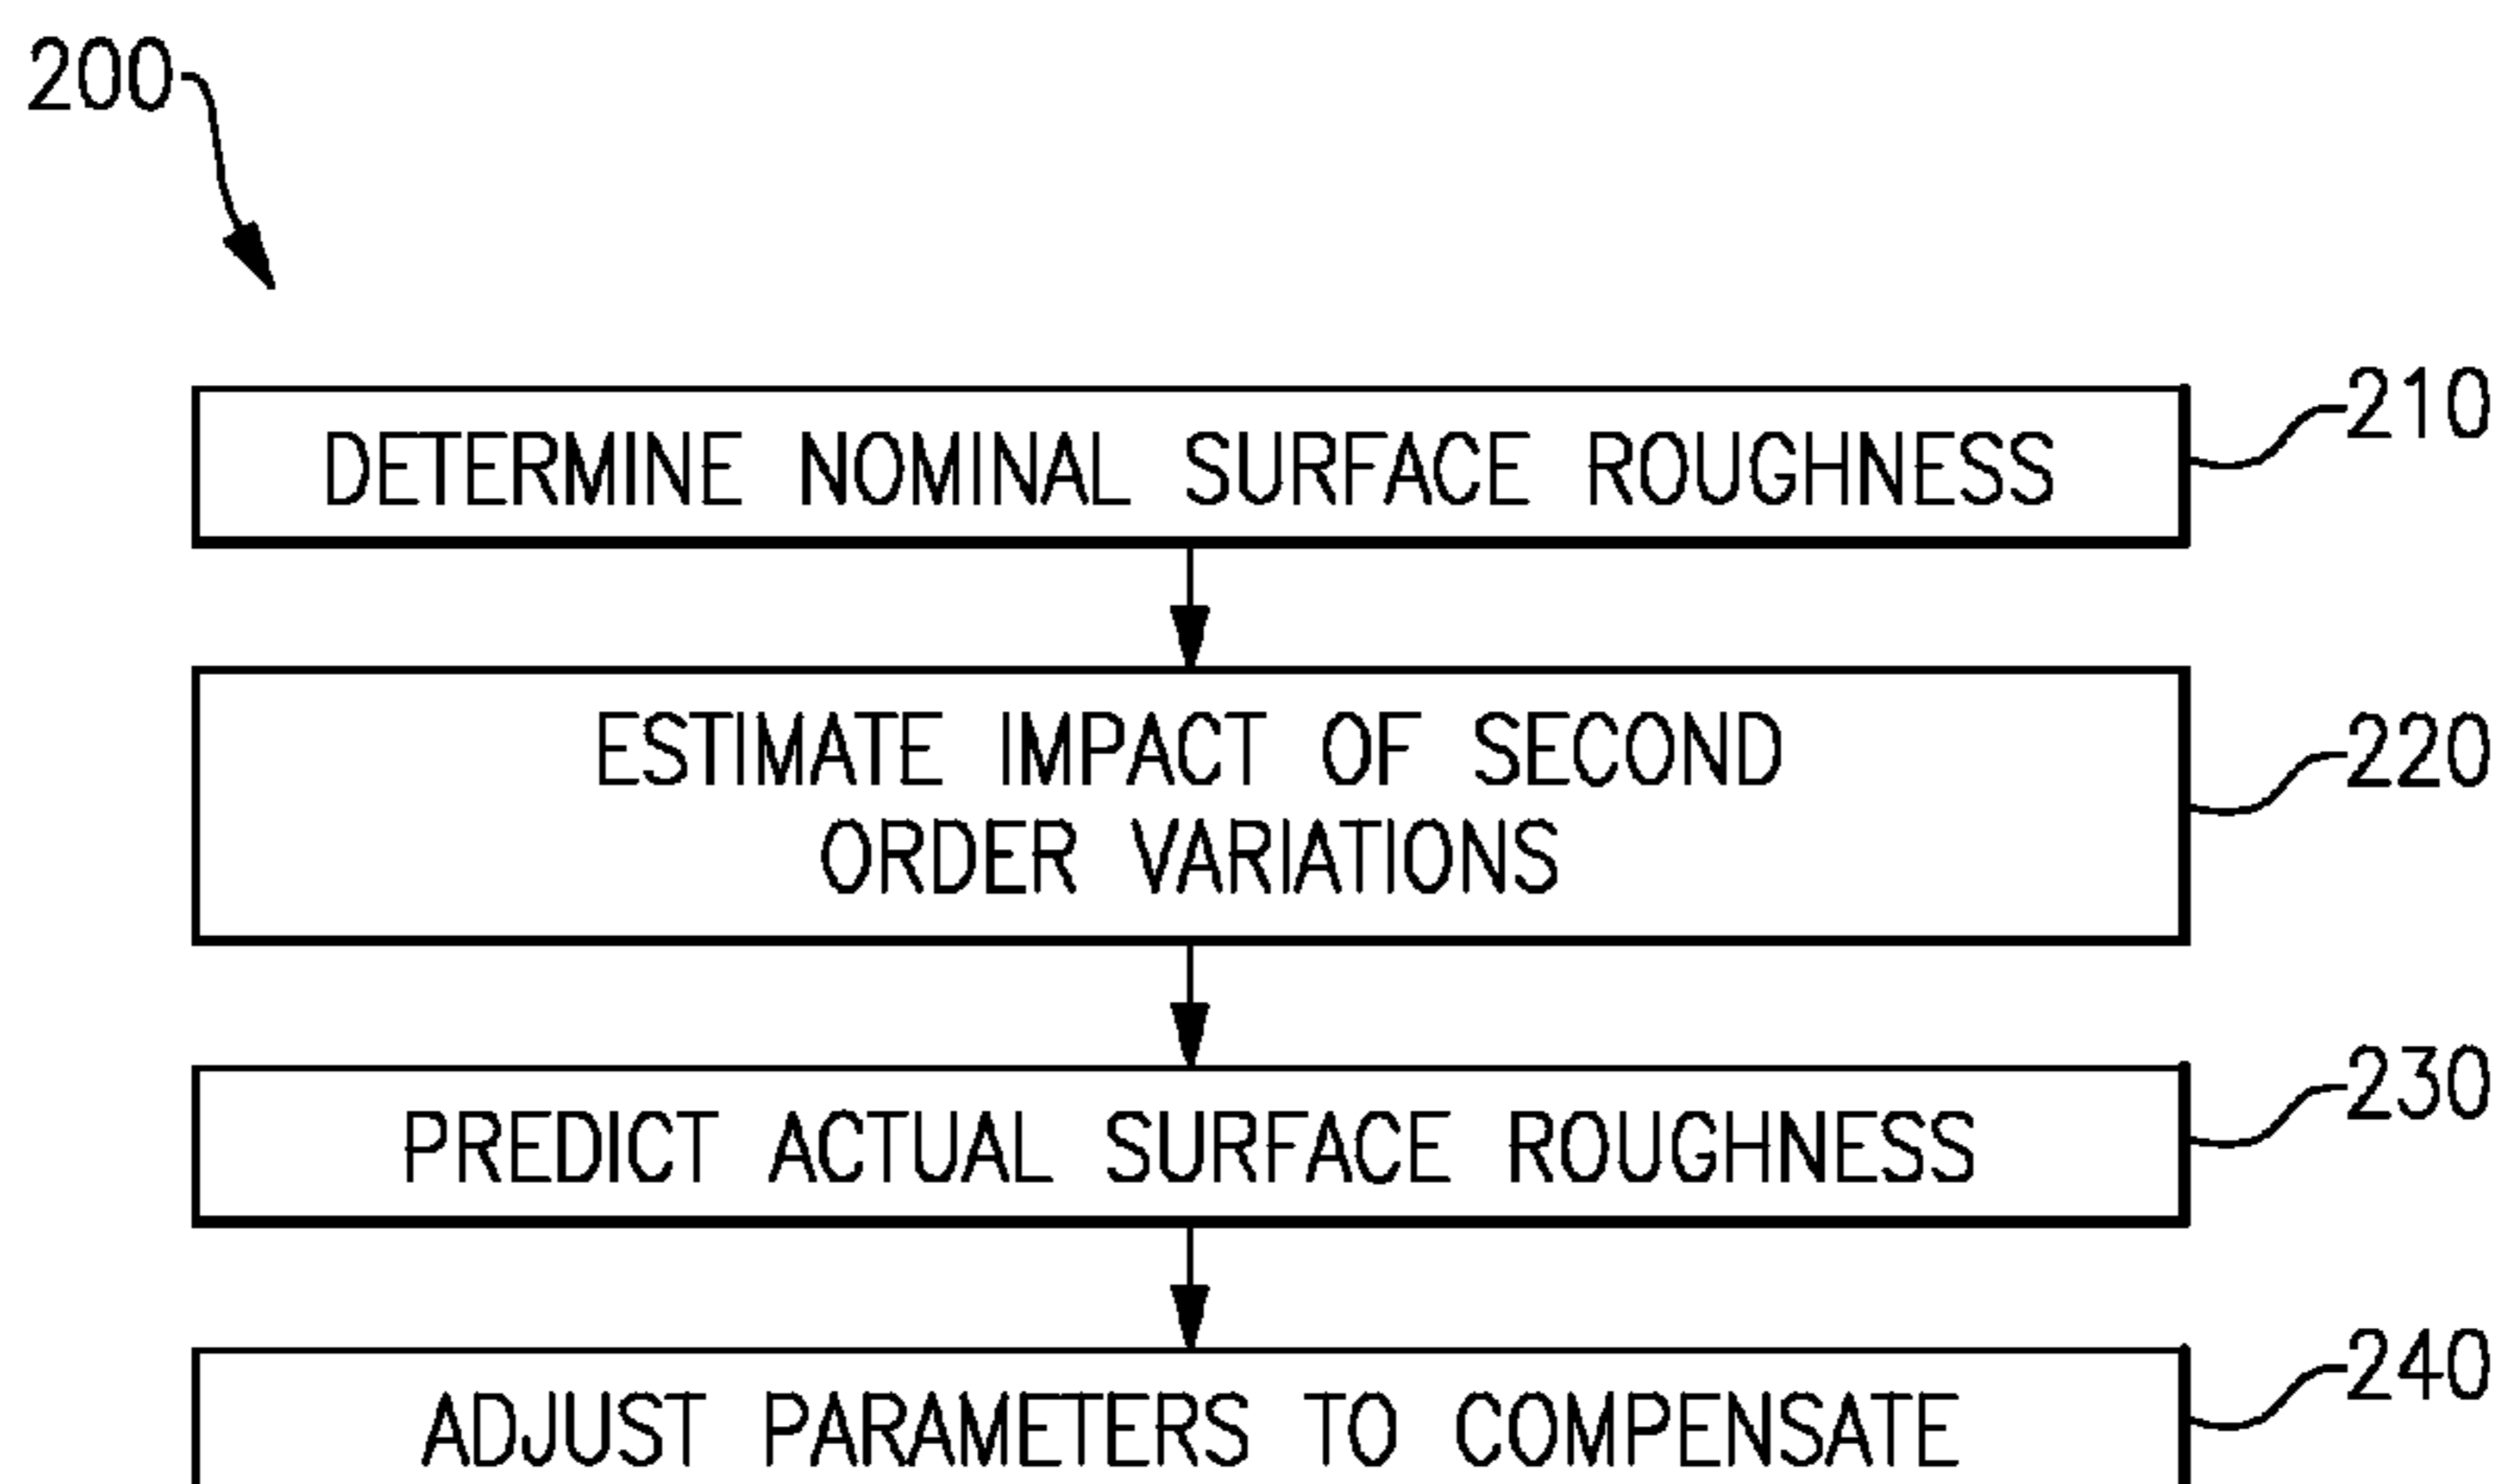 200
DETERMINE NOMINAL SURFACE ROUGHNESS
210
ESTIMATE IMPACT OF SECOND
ORDER VARIATIONS
220
PREDICT ACTUAL SURFACE ROUGHNESS
230
ADJUST PARAMETERS TO COMPENSATE
240